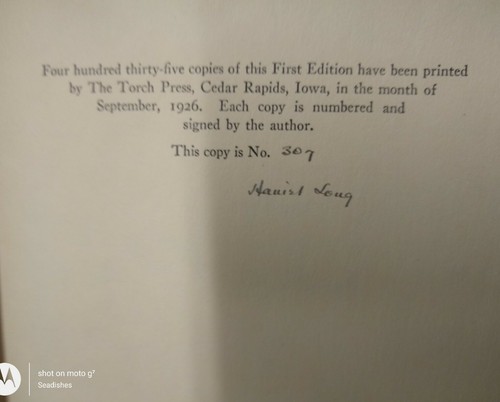 Four hundred thirty-five copies of this First Edition have been printed
by The Torch Press, Cedar Rapids, Iowa, in the month of
September, 1926. Each copy is numbered and
signed by the author.
This copy is No. 307
Haniel Long
shot on moto g⁷
Seadishes